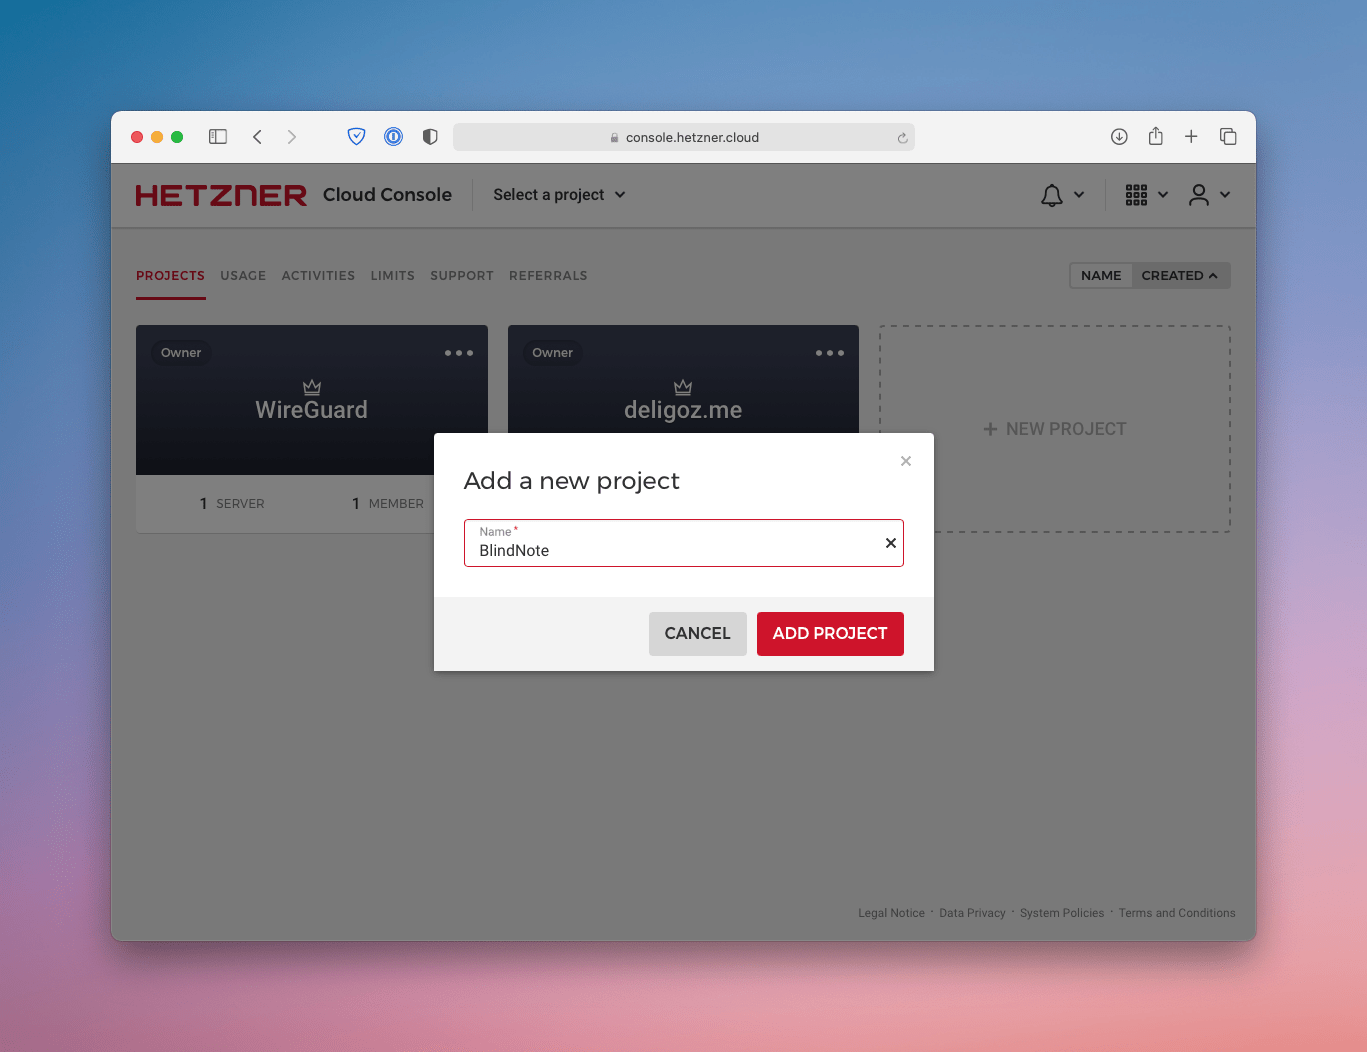 console.hetzner.cloud
HETZNER Cloud Console Select a project
PROJECTS USAGE ACTIVITIES LIMITS SUPPORT REFERRALS NAME CREATED
Owner Owner
WireGuard deligoz.me
+ NEW PROJECT
1 SERVER 1 MEMBER
Add a new project
Name*
BlindNote
CANCEL ADD PROJECT
Legal Notice · Data Privacy · System Policies · Terms and Conditions